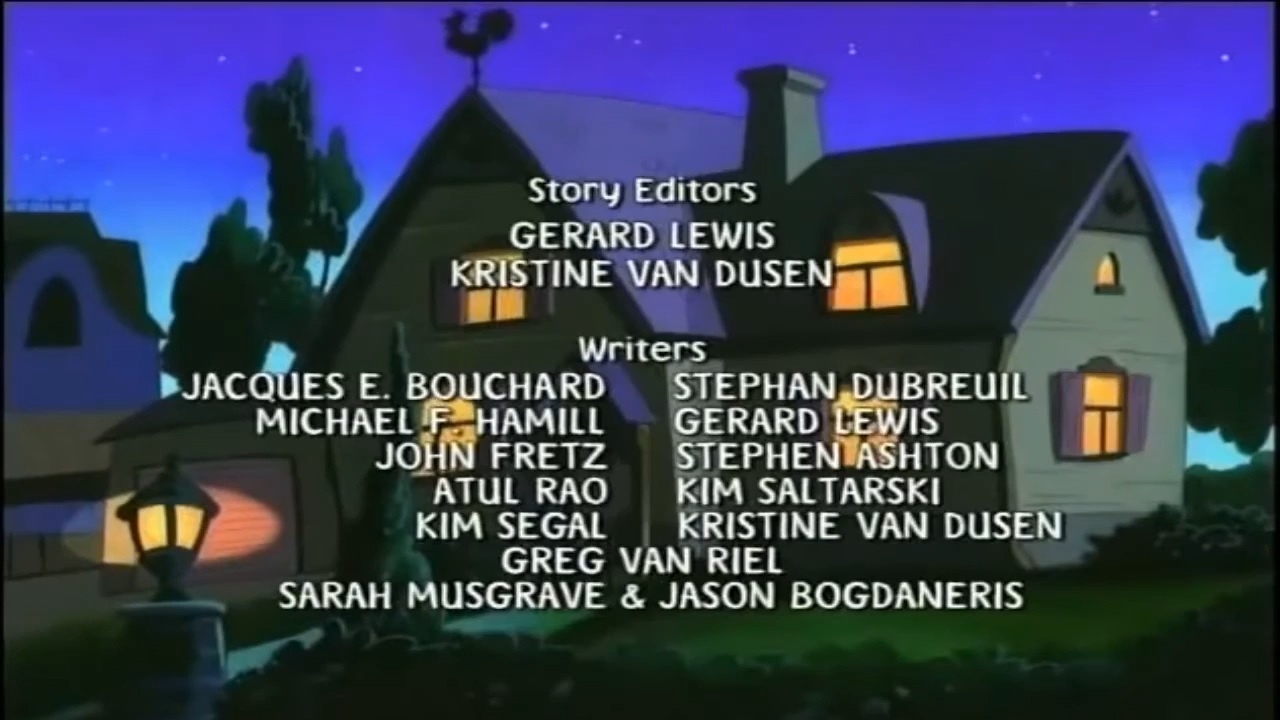 Story Editors
GERARD LEWIS
KRISTINE VAN DUSEN
Writers
JACQUES E. BOUCHARD STEPHAN DUBREUIL
MICHAEL F. HAMILL GERARD LEWIS
JOHN FRETZ STEPHEN ASHTON
ATUL RAO KIM SALTARSKI
KIM SEGAL KRISTINE VAN DUSEN
GREG VAN RIEL
SARAH MUSGRAVE & JASON BOGDANERIS